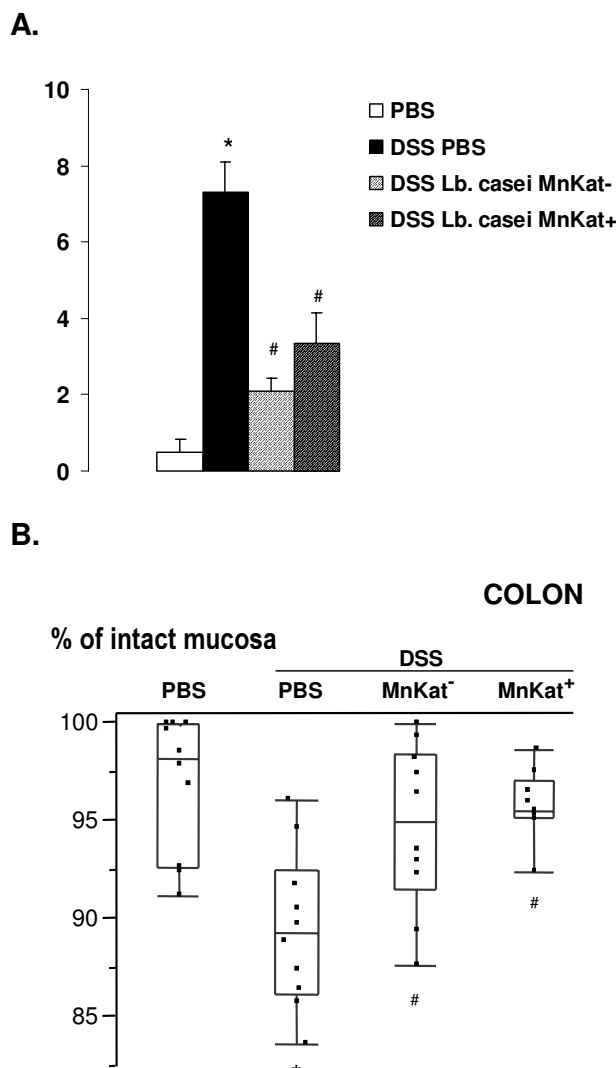 A.
10
8
6
4
2
0
*
#
#
PBS
DSS PBS
DSS Lb. casei MnKat-
DSS Lb. casei MnKat+
B.
COLON
% of intact mucosa
DSS
PBS PBS MnKat⁻ MnKat⁺
100
95
90
85
#
#
*